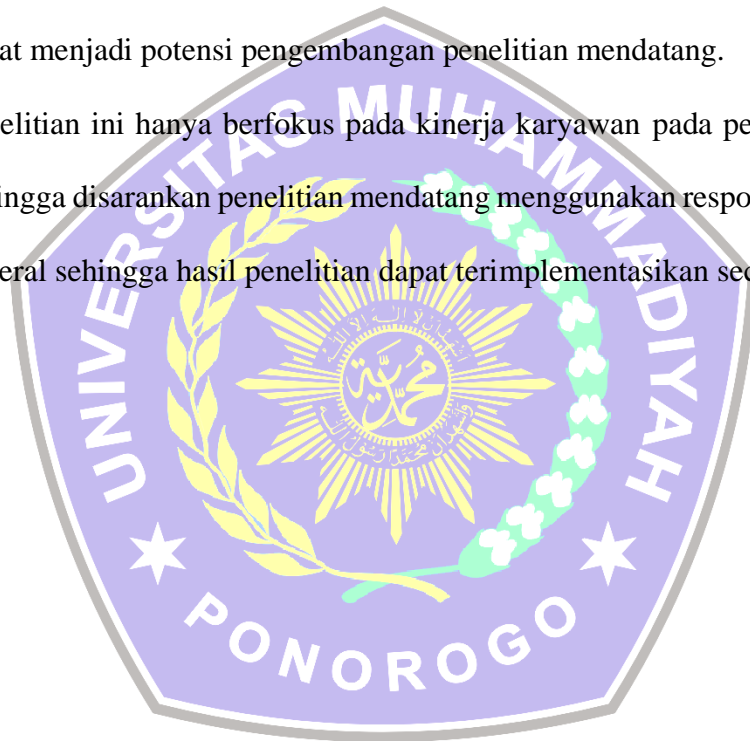 at menjadi potensi pengembangan penelitian mendatang.
elitian ini hanya berfokus pada kinerja karyawan pada pe
ingga disarankan penelitian mendatang menggunakan respo
eral sehingga hasil penelitian dapat terimplementasikan sec
UNIVERSITAS MUHAMMADIYAH
PONOROGO
محمدية